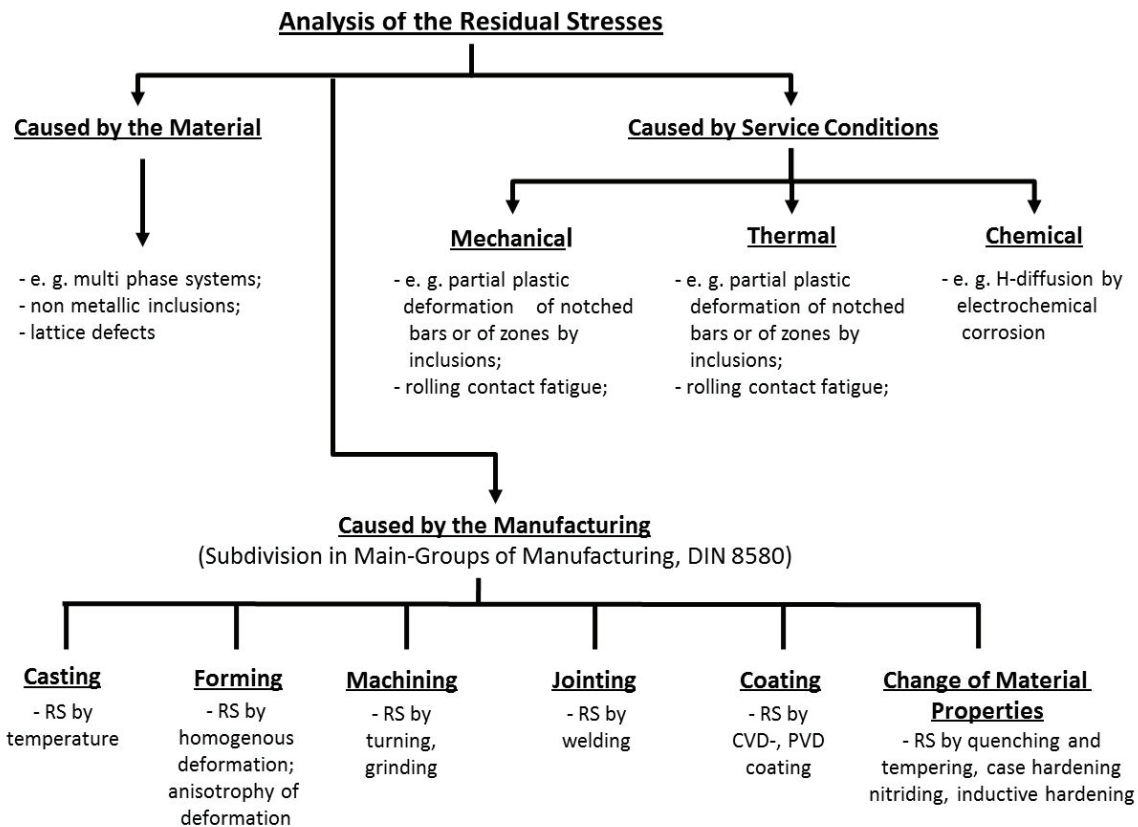 Analysis of the Residual Stresses
Caused by the Material
- e. g. multi phase systems;
- non metallic inclusions;
- lattice defects
Caused by Service Conditions
Mechanical
- e. g. partial plastic
deformation of notched
bars or of zones by
inclusions;
- rolling contact fatigue;
Thermal
- e. g. partial plastic
deformation of notched
bars or of zones by
inclusions;
- rolling contact fatigue;
Chemical
- e. g. H-diffusion by
electrochemical
corrosion
Caused by the Manufacturing
(Subdivision in Main-Groups of Manufacturing, DIN 8580)
Casting
- RS by
temperature
Forming
- RS by
homogenous
deformation;
anisotrophy of
deformation
Machining
- RS by
turning,
grinding
Jointing
- RS by
welding
Coating
- RS by
CVD-, PVD
coating
Change of Material
Properties
- RS by quenching and
tempering, case hardening
nitriding, inductive hardening